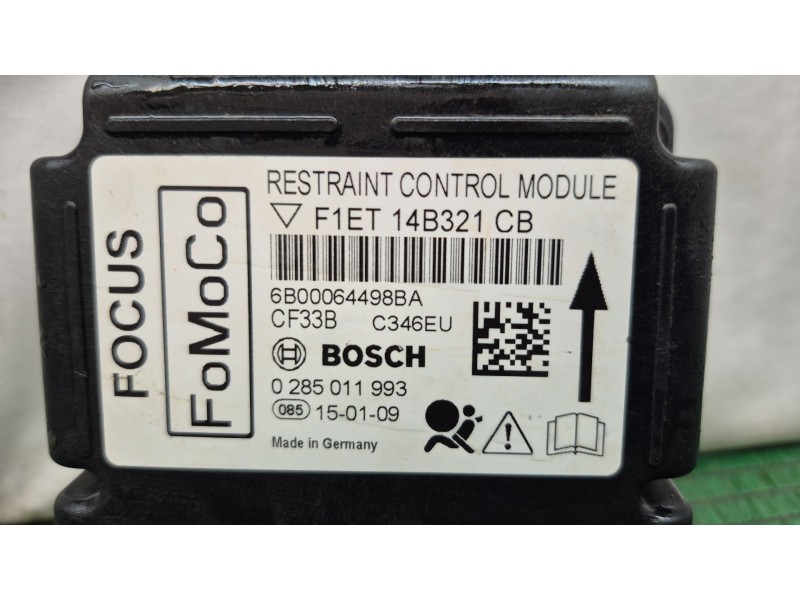 FOCUS
FoMoCo
RESTRAINT CONTROL MODULE
F1ET 14B321 CB
6B00064498BA
CF33B C346EU
BOSCH
0 285 011 993
085 15-01-09
Made in Germany